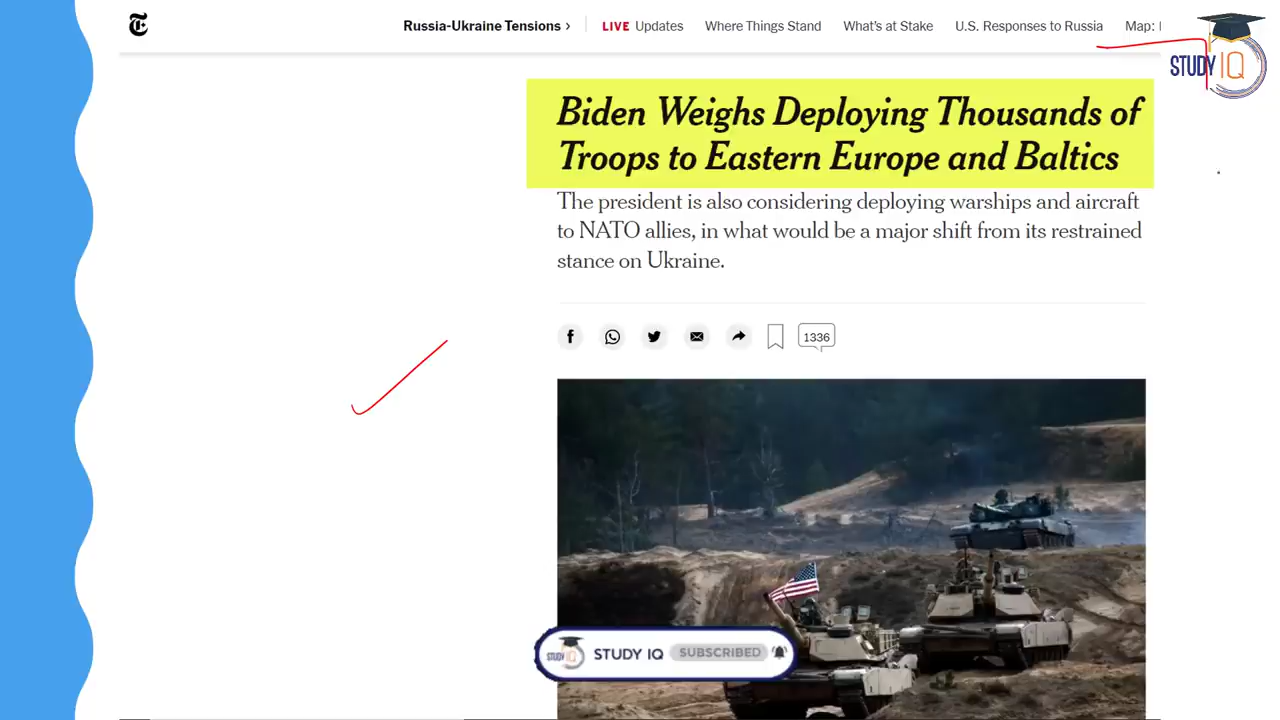 Russia-Ukraine Tensions › LIVE Updates Where Things Stand What's at Stake U.S. Responses to Russia Map:
STUDY IQ
Biden Weighs Deploying Thousands of
Troops to Eastern Europe and Baltics
The president is also considering deploying warships and aircraft
to NATO allies, in what would be a major shift from its restrained
stance on Ukraine.
1336
STUDY IQ SUBSCRIBED